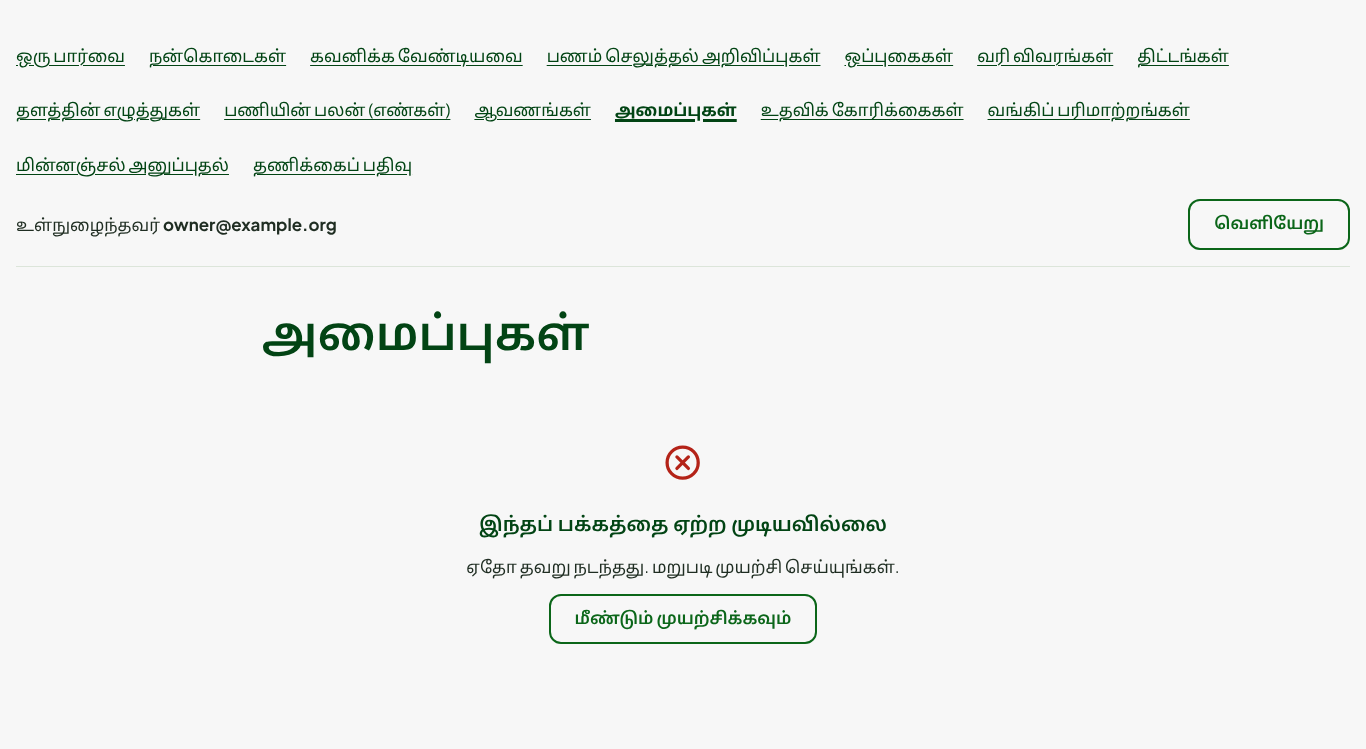 ஒரு பார்வை நன்கொடைகள் கவனிக்க வேண்டியவை பணம் செலுத்தல் அறிவிப்புகள் ஒப்புகைகள் வரி விவரங்கள் திட்டங்கள்
தளத்தின் எழுத்துகள் பணியின் பலன் (எண்கள்) ஆவணங்கள் அமைப்புகள் உதவிக் கோரிக்கைகள் வங்கிப் பரிமாற்றங்கள்
மின்னஞ்சல் அனுப்புதல் தணிக்கைப் பதிவு
உள்நுழைந்தவர் owner@example.org வெளியேறு
அமைப்புகள்
இந்தப் பக்கத்தை ஏற்ற முடியவில்லை
ஏதோ தவறு நடந்தது. மறுபடி முயற்சி செய்யுங்கள்.
மீண்டும் முயற்சிக்கவும்